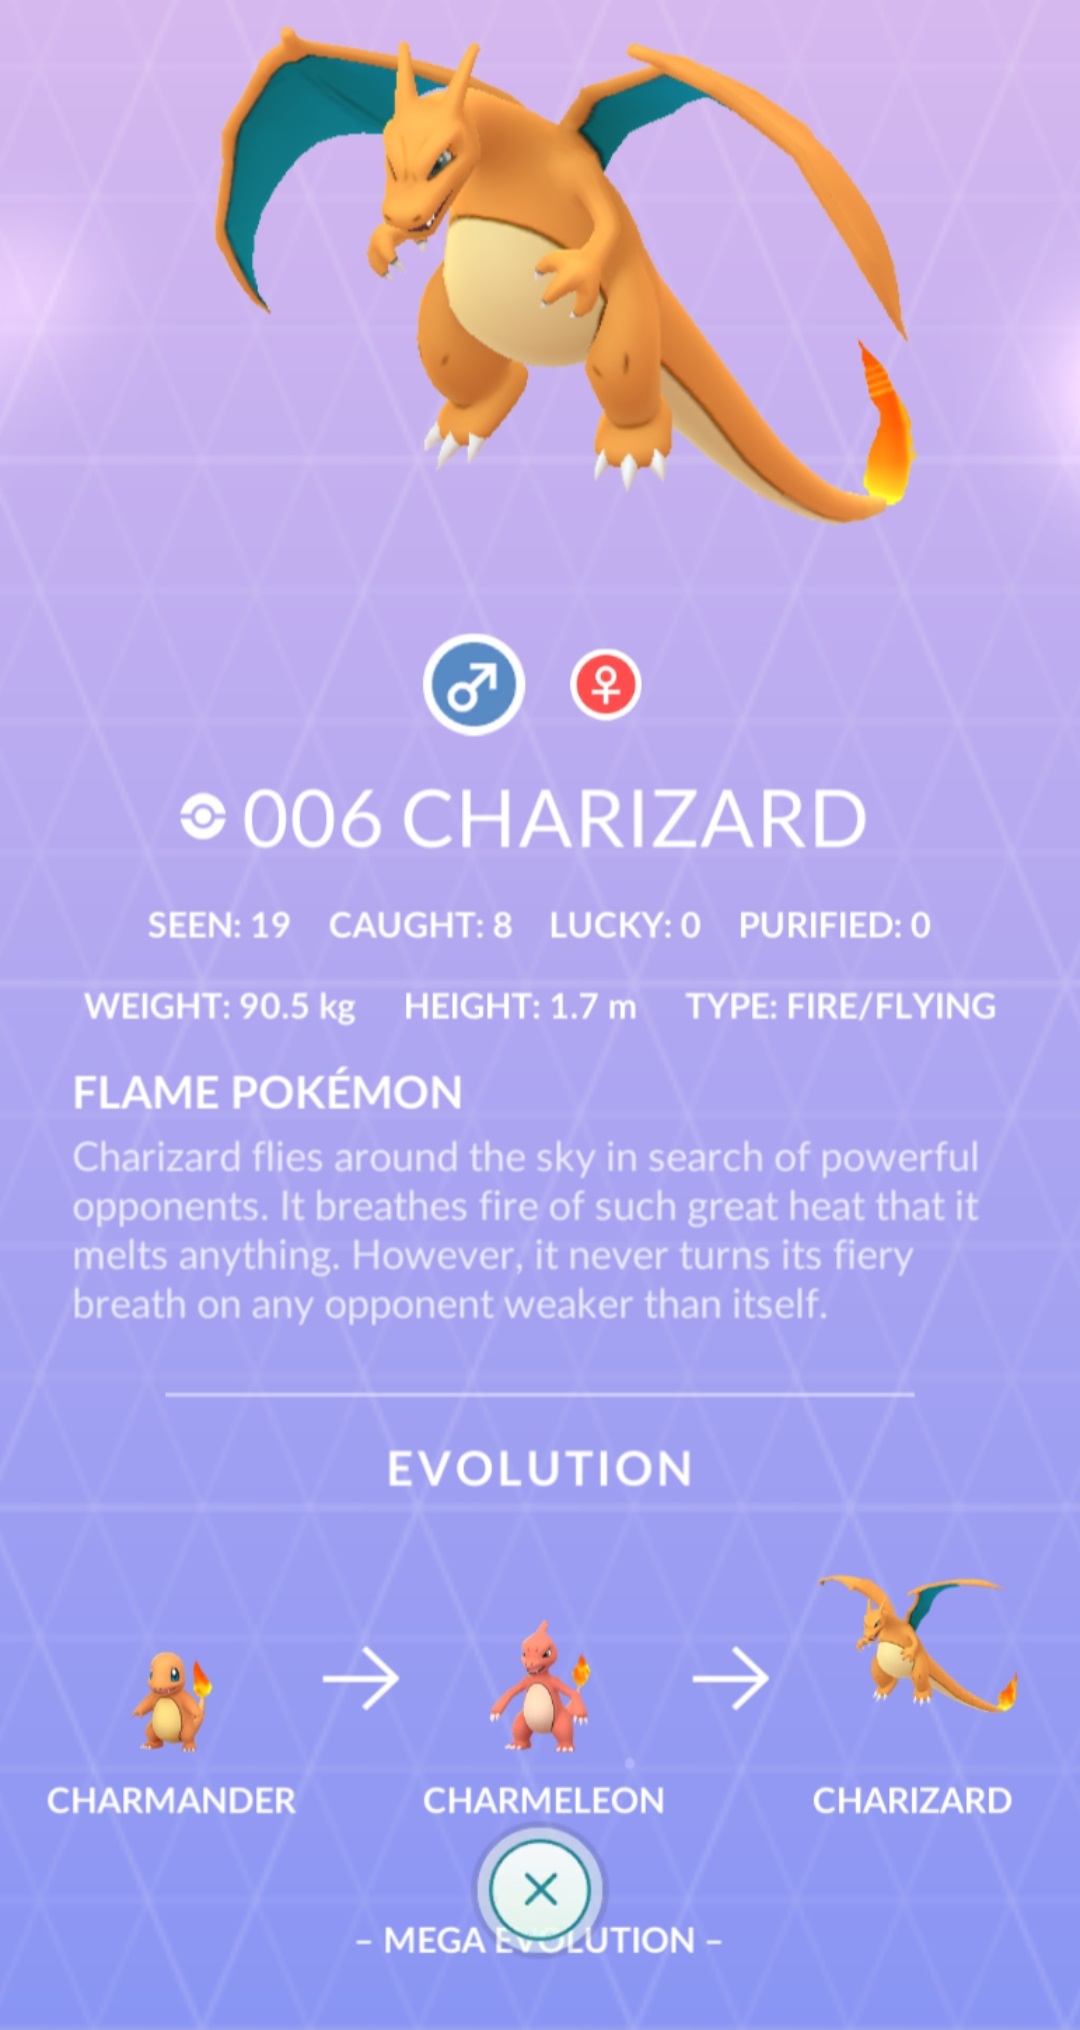 006 CHARIZARD
SEEN: 19 CAUGHT: 8 LUCKY: 0 PURIFIED: 0
WEIGHT: 90.5 kg HEIGHT: 1.7 m TYPE: FIRE/FLYING
FLAME POKÉMON
Charizard flies around the sky in search of powerful
opponents. It breathes fire of such great heat that it
melts anything. However, it never turns its fiery
breath on any opponent weaker than itself.
EVOLUTION
CHARMANDER CHARMELEON CHARIZARD
– MEGA EVOLUTION –